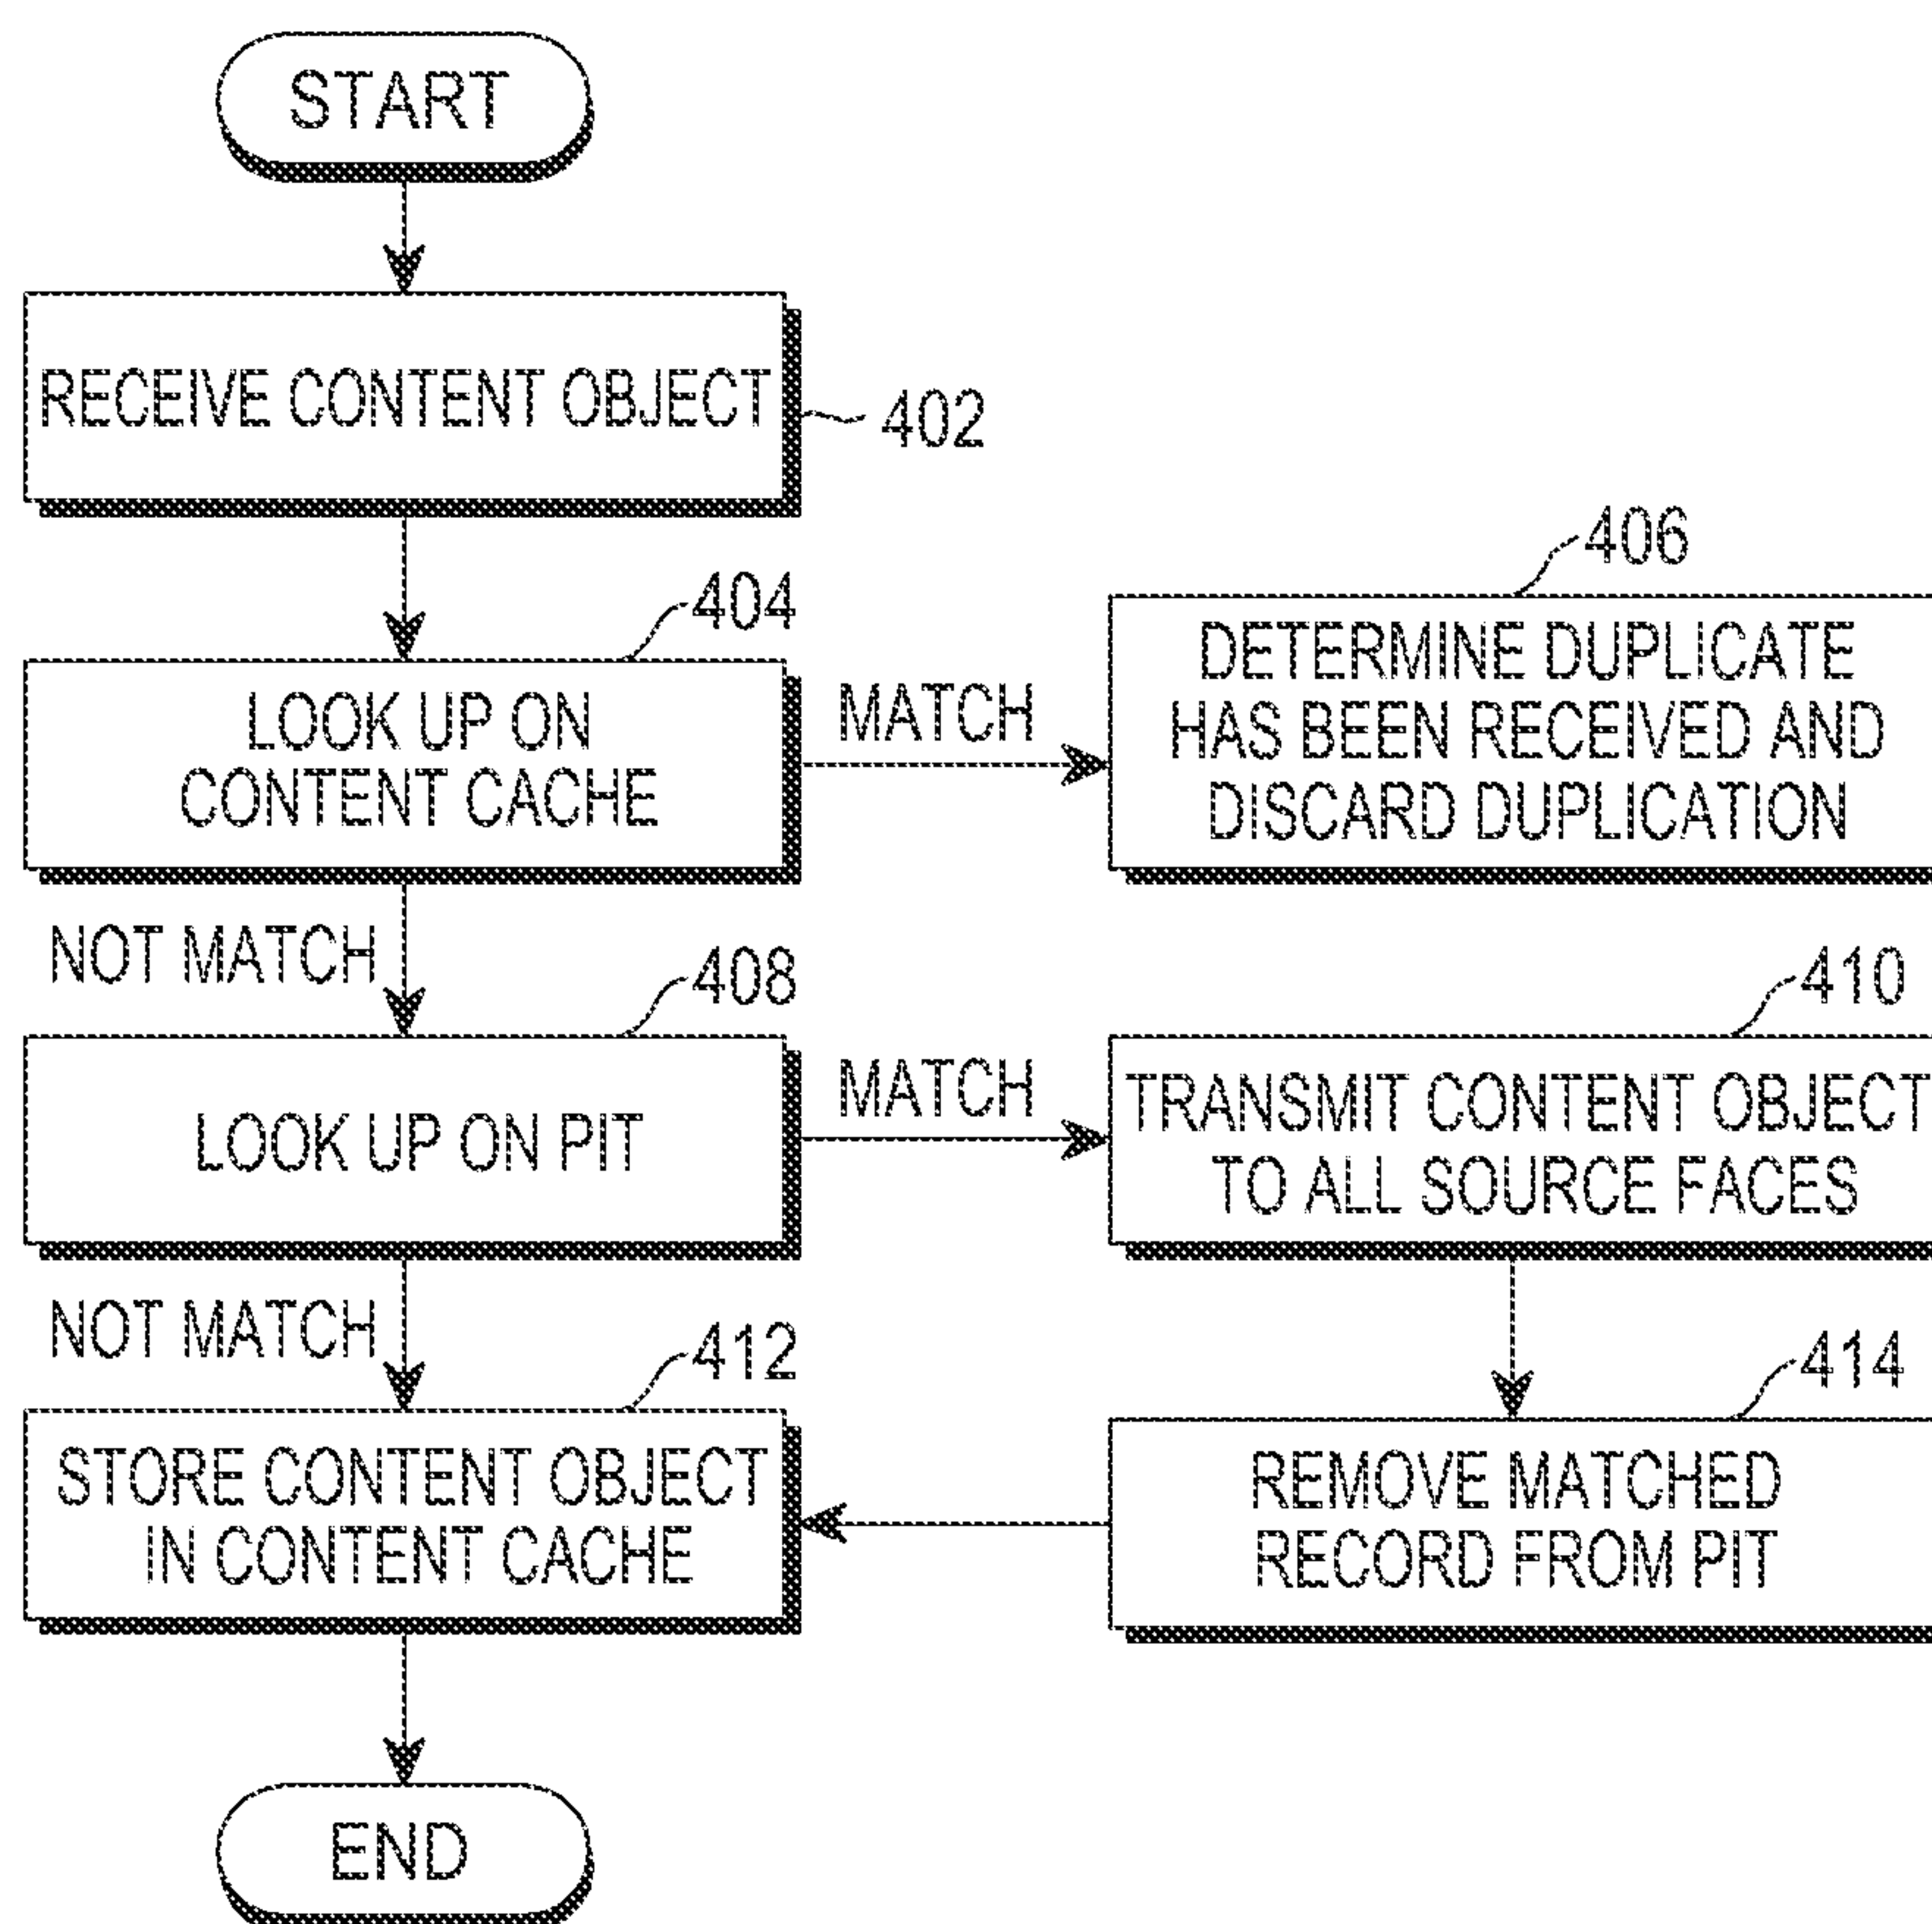 START
RECEIVE CONTENT OBJECT
402
404
LOOK UP ON
CONTENT CACHE
MATCH
406
DETERMINE DUPLICATE
HAS BEEN RECEIVED AND
DISCARD DUPLICATION
NOT MATCH
408
LOOK UP ON PIT
MATCH
410
TRANSMIT CONTENT OBJECT
TO ALL SOURCE FACES
NOT MATCH
412
STORE CONTENT OBJECT
IN CONTENT CACHE
414
REMOVE MATCHED
RECORD FROM PIT
END